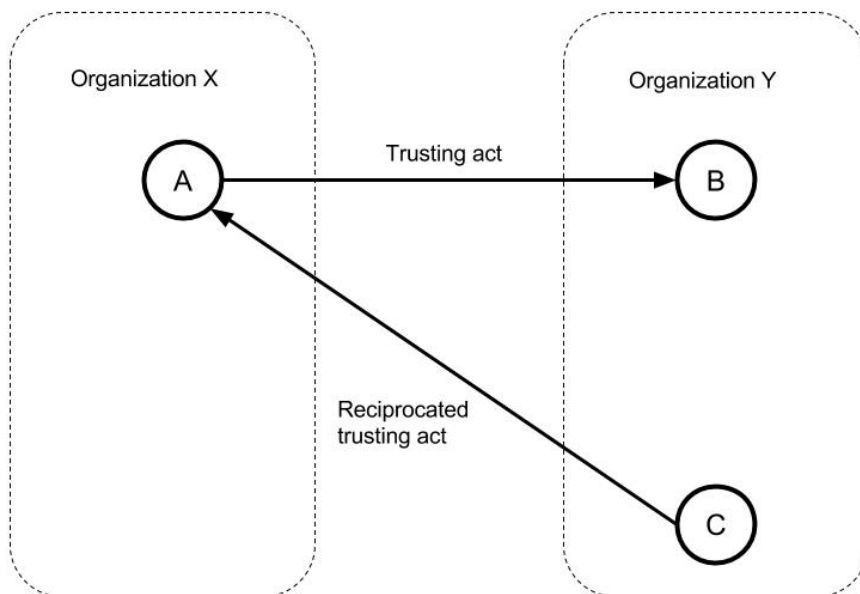 Organization X
Organization Y
Trusting act
A
B
Reciprocated
trusting act
C